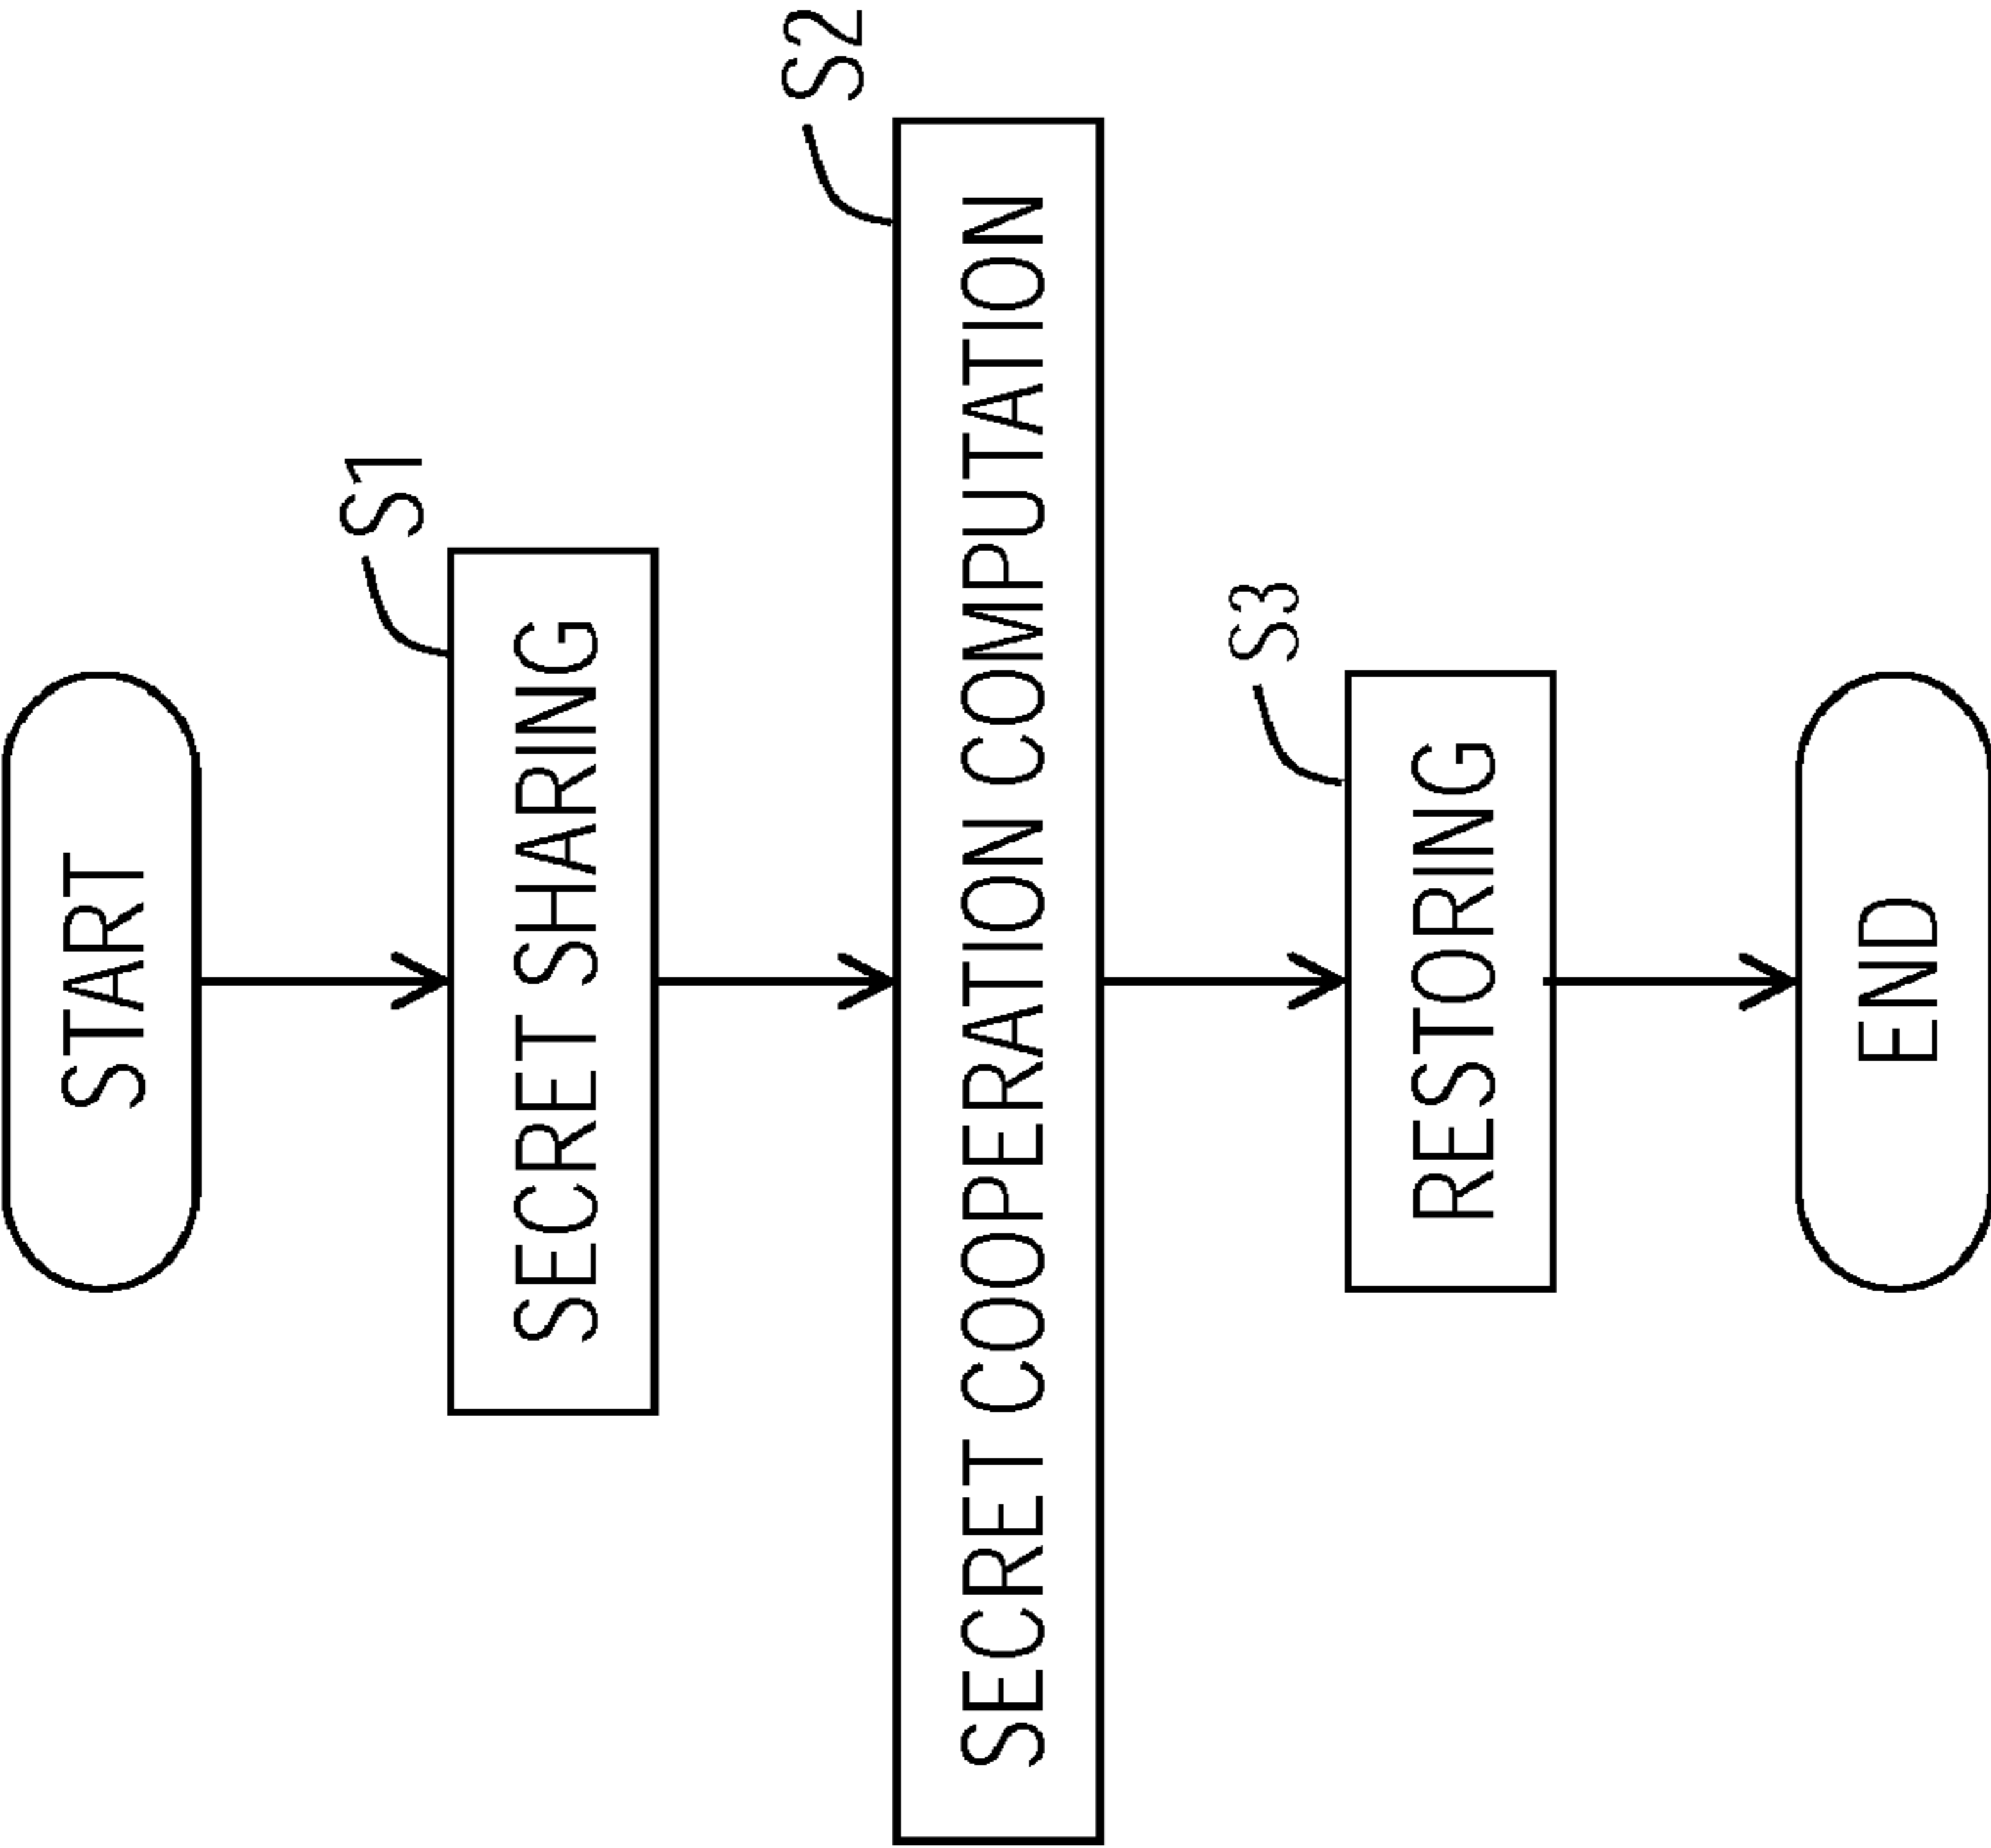 START
S1
SECRET SHARING
S2
SECRET COOPERATION COMPUTATION
S3
RESTORING
END